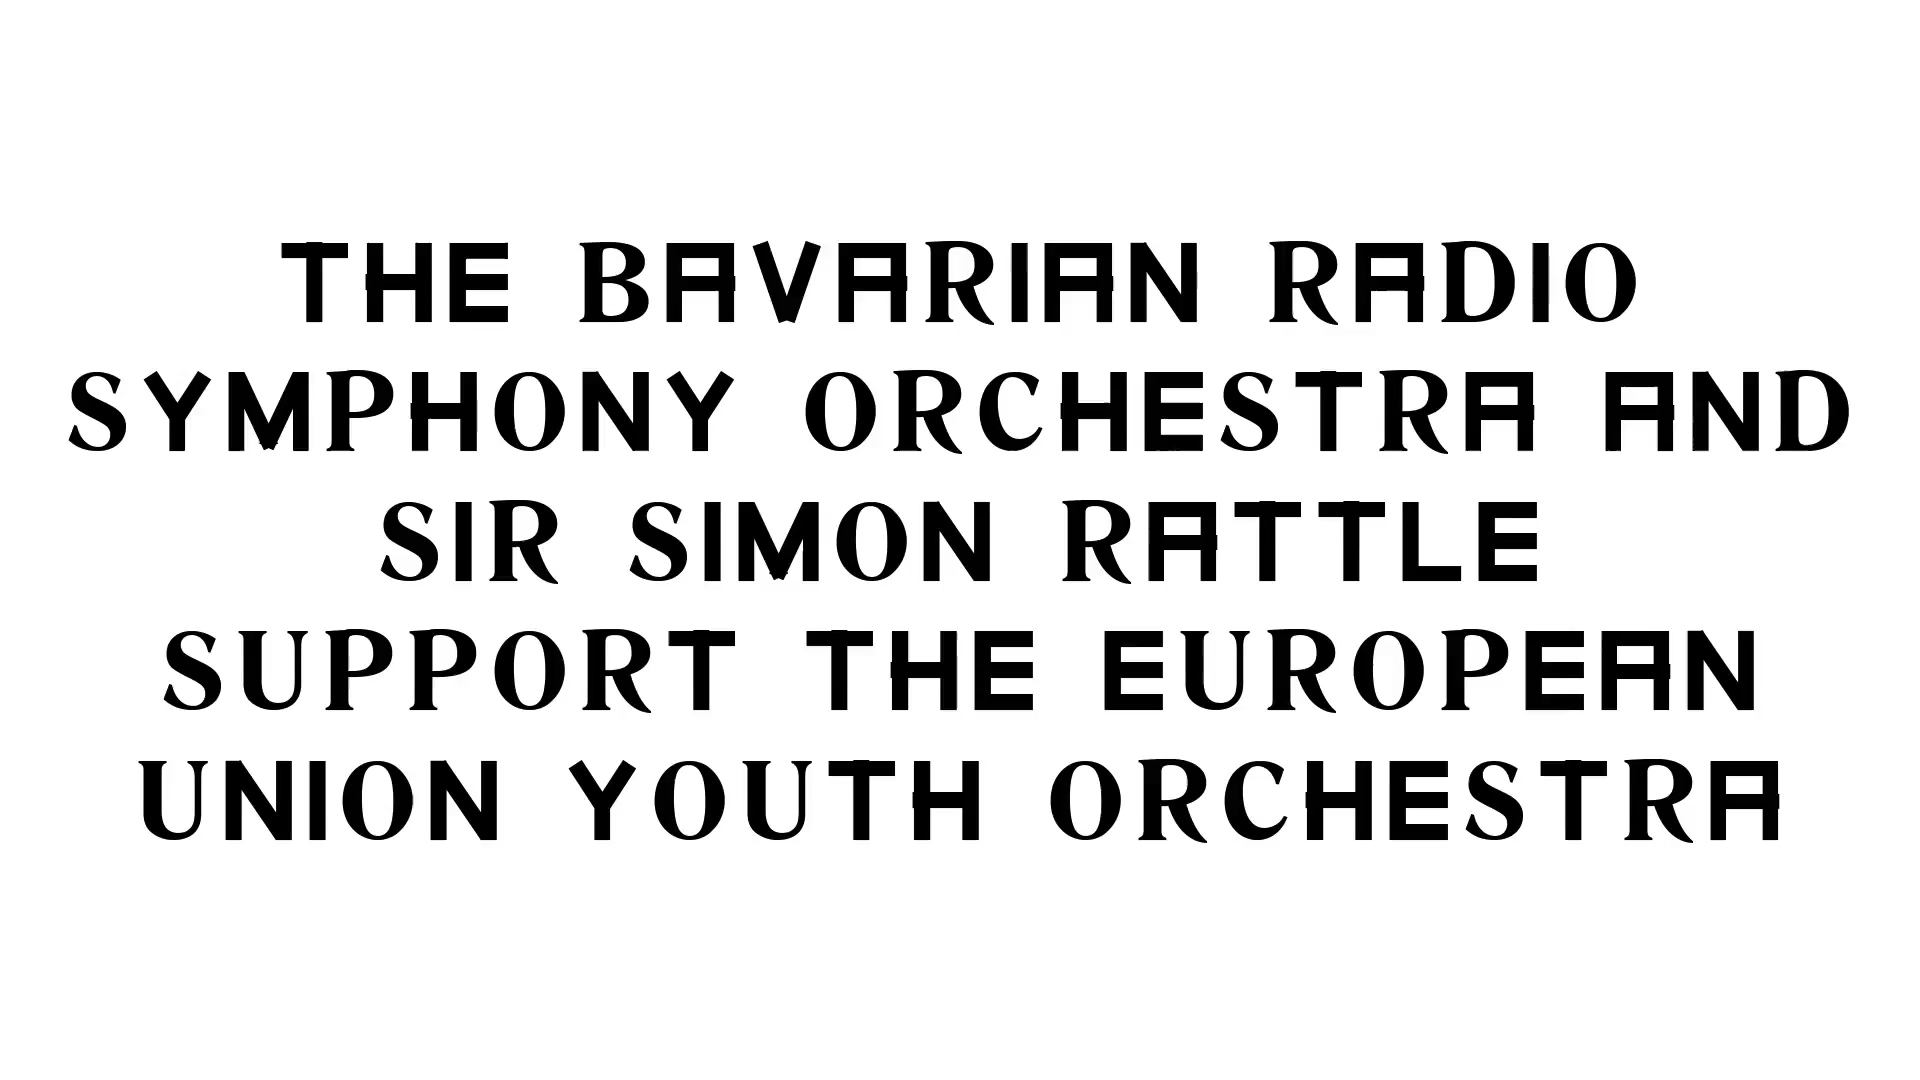 THE BAVARIAN RADIO
SYMPHONY ORCHESTRA AND
SIR SIMON RATTLE
SUPPORT THE EUROPEAN
UNION YOUTH ORCHESTRA